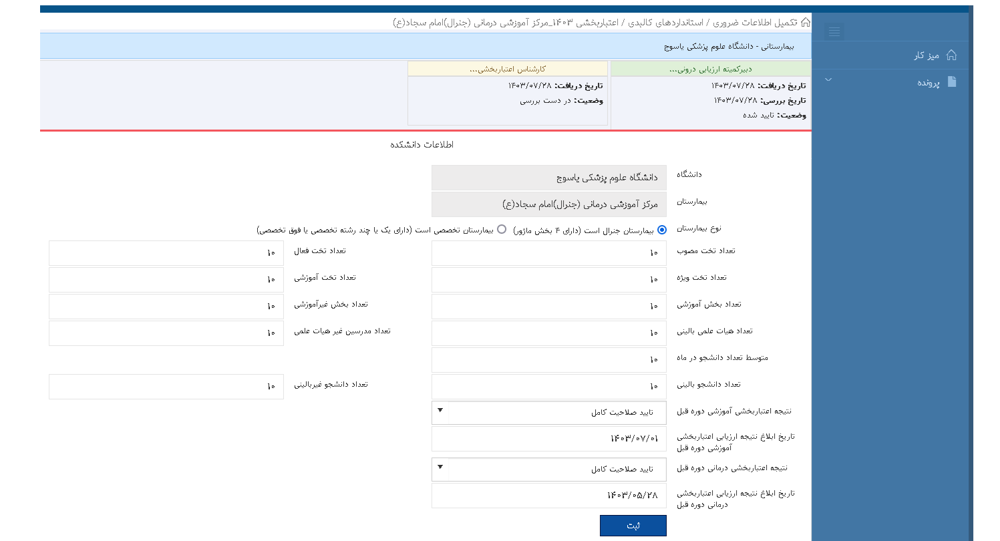 تکمیل اطلاعات ضروری / استانداردهای کالبدی / اعتباربخشی ۱۴۰۳_مرکز آموزشی درمانی (جنرال)امام سجاد(ع)
میز کار
پرونده
بیمارستانی - دانشگاه علوم پزشکی یاسوج
دبیرکمیته ارزیابی درونی...
تاریخ دریافت: ۱۴۰۳/۰۷/۲۸
تاریخ بررسی: ۱۴۰۳/۰۷/۲۸
وضعیت: تایید شده
کارشناس اعتباربخشی...
تاریخ دریافت: ۱۴۰۳/۰۷/۲۸
وضعیت: در دست بررسی
اطلاعات دانشکده
دانشگاه دانشگاه علوم پزشکی یاسوج
بیمارستان مرکز آموزشی درمانی (جنرال)امام سجاد(ع)
نوع بیمارستان بیمارستان جنرال است (دارای ۴ بخش ماژور) بیمارستان تخصصی است (دارای یک یا چند رشته تخصصی یا فوق تخصصی)
تعداد تخت مصوب ۱۰ تعداد تخت فعال ۱۰
تعداد تخت ویژه ۱۰ تعداد تخت آموزشی ۱۰
تعداد بخش آموزشی ۱۰ تعداد بخش غیرآموزشی ۱۰
تعداد هیات علمی بالینی ۱۰ تعداد مدرسین غیر هیات علمی ۱۰
متوسط تعداد دانشجو در ماه ۱۰
تعداد دانشجو بالینی ۱۰ تعداد دانشجو غیربالینی ۱۰
نتیجه اعتباربخشی آموزشی دوره قبل تایید صلاحیت کامل
تاریخ ابلاغ نتیجه ارزیابی اعتباربخشی
آموزشی دوره قبل
۱۴۰۳/۰۷/۰۱
نتیجه اعتباربخشی درمانی دوره قبل تایید صلاحیت کامل
تاریخ ابلاغ نتیجه ارزیابی اعتباربخشی
درمانی دوره قبل
۱۴۰۳/۰۵/۲۸
ثبت